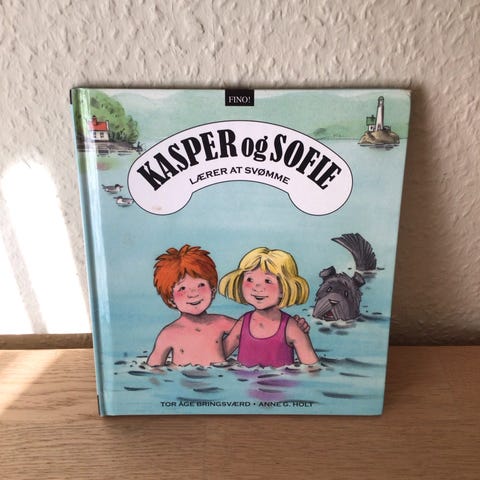 FINO!
KASPER og SOFIE
LÆRER AT SVØMME
TOR ÅGE BRINGSVÆRD • ANNE G. HOLT